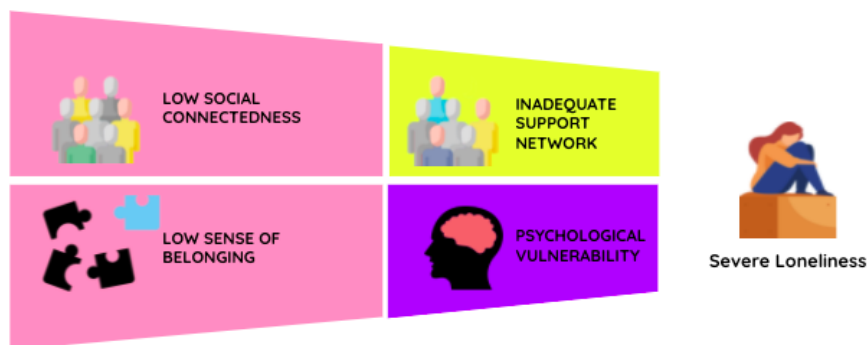 LOW SOCIAL
CONNECTEDNESS
INADEQUATE
SUPPORT
NETWORK
LOW SENSE OF
BELONGING
PSYCHOLOGICAL
VULNERABILITY
Severe Loneliness